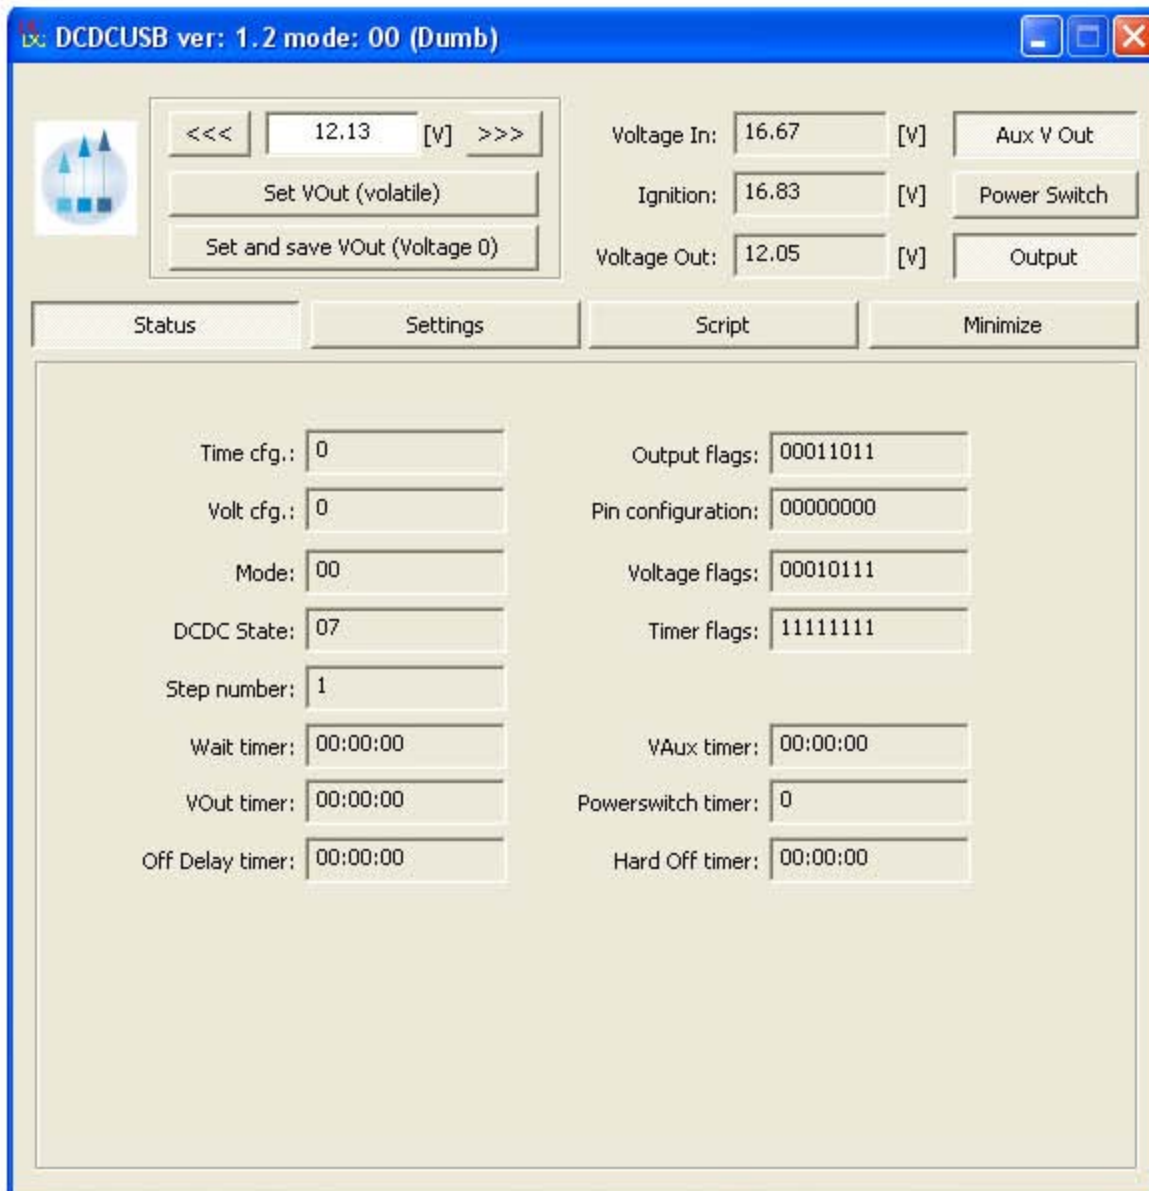 DCDCUSB ver: 1.2 mode: 00 (Dumb)
<<< 12.13 [V] >>>
Set VOut (volatile)
Set and save VOut (Voltage 0)
Voltage In: 16.67 [V] Aux V Out
Ignition: 16.83 [V] Power Switch
Voltage Out: 12.05 [V] Output
Status Settings Script Minimize
Time cfg.: 0 Output flags: 00011011
Volt cfg.: 0 Pin configuration: 00000000
Mode: 00 Voltage flags: 00010111
DCDC State: 07 Timer flags: 11111111
Step number: 1
Wait timer: 00:00:00 VAux timer: 00:00:00
VOut timer: 00:00:00 Powerswitch timer: 0
Off Delay timer: 00:00:00 Hard Off timer: 00:00:00